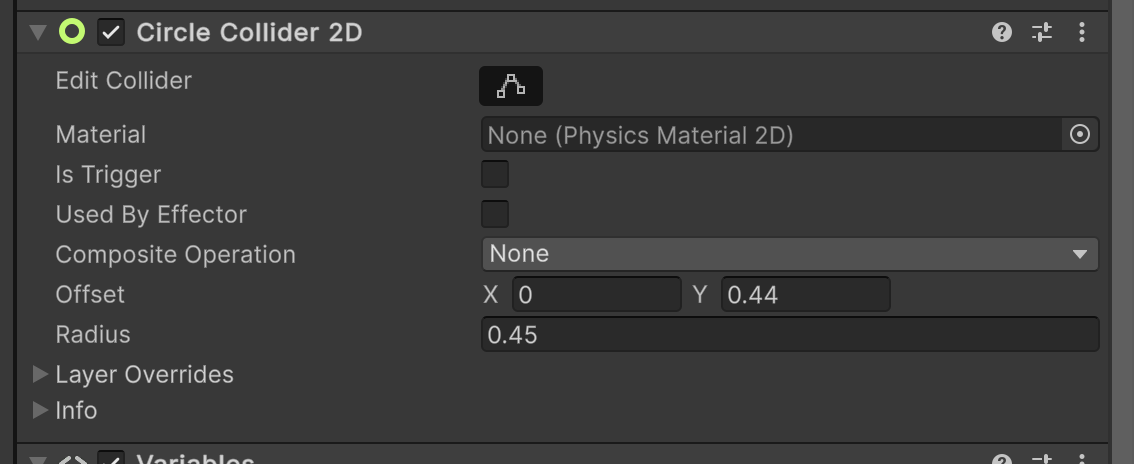 Circle Collider 2D
Edit Collider
Material None (Physics Material 2D)
Is Trigger
Used By Effector
Composite Operation None
Offset X 0 Y 0.44
Radius 0.45
Layer Overrides
Info
Variables